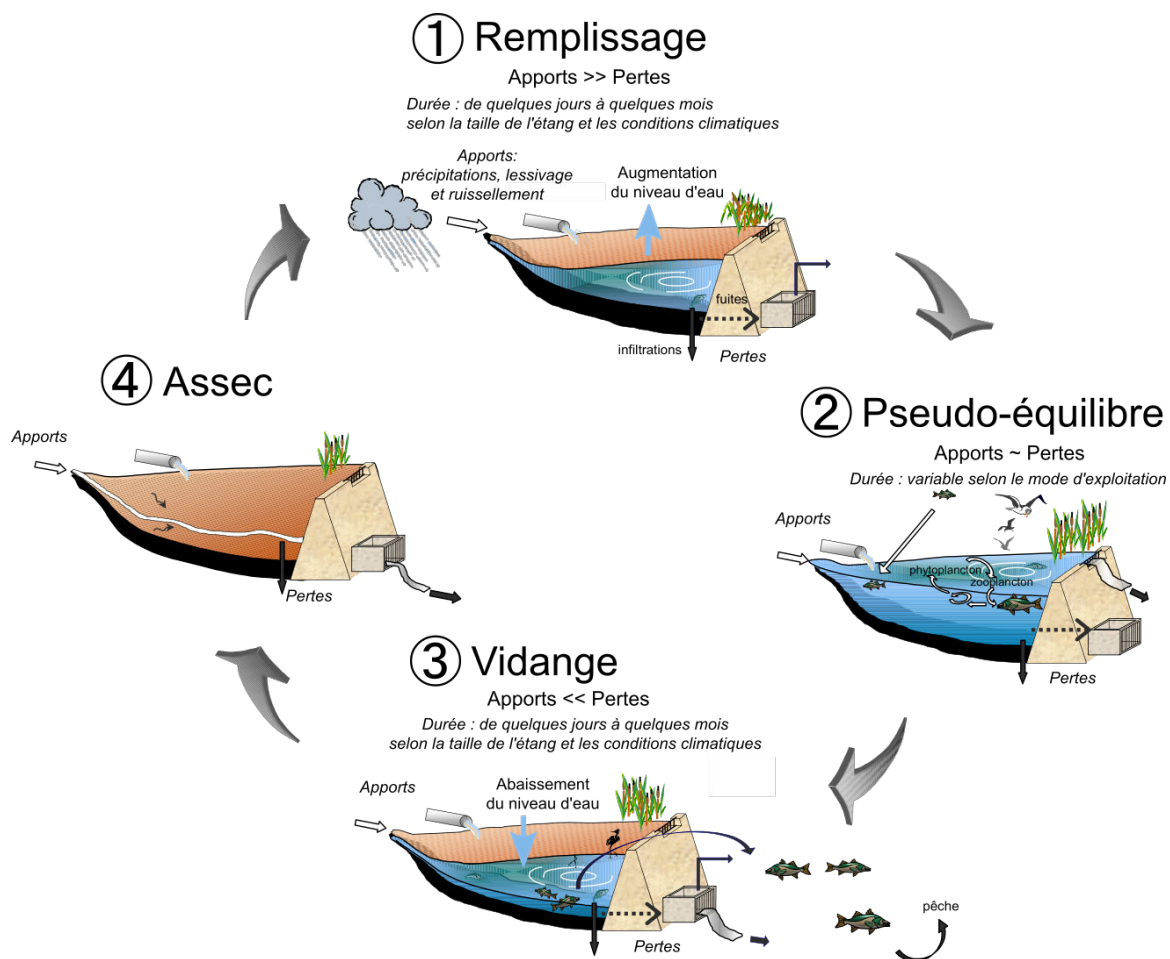 ① Remplissage
Apports >> Pertes
Durée : de quelques jours à quelques mois
selon la taille de l'étang et les conditions climatiques
Apports:
précipitations, lessivage
et ruissellement
Augmentation
du niveau d'eau
fuites
infiltrations
Pertes
② Pseudo-équilibre
Apports ~ Pertes
Durée : variable selon le mode d'exploitation
Apports
phytoplancton
zooplancton
Pertes
③ Vidange
Apports << Pertes
Durée : de quelques jours à quelques mois
selon la taille de l'étang et les conditions climatiques
Apports
Abaissement
du niveau d'eau
Pertes
pêche
④ Assec
Apports
Pertes